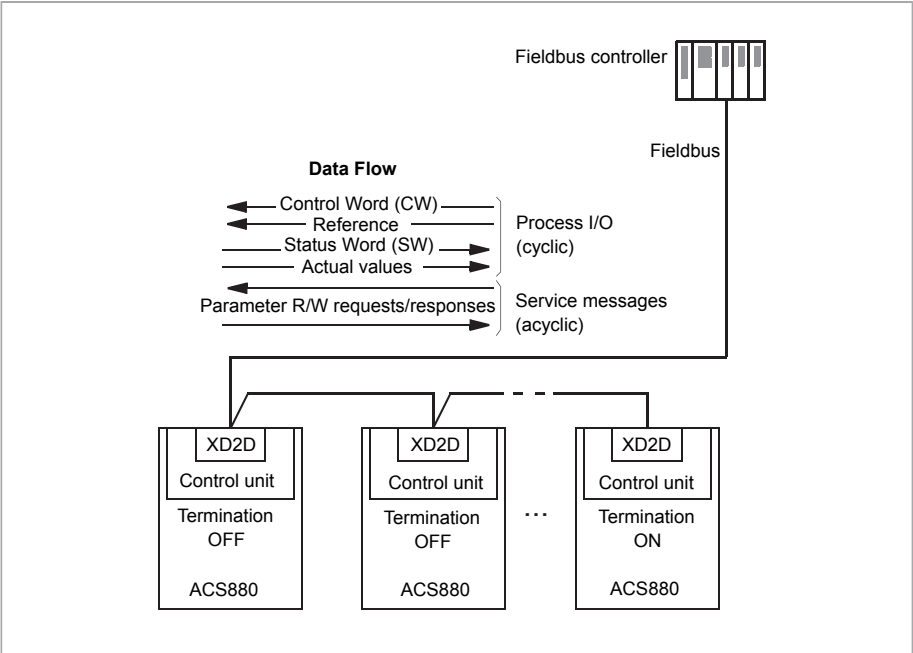 Fieldbus controller
Fieldbus
Data Flow
Control Word (CW)
Reference
Status Word (SW)
Actual values
Process I/O
(cyclic)
Parameter R/W requests/responses
Service messages
(acyclic)
XD2D
Control unit
Termination
OFF
ACS880
XD2D
Control unit
Termination
OFF
ACS880
...
XD2D
Control unit
Termination
ON
ACS880